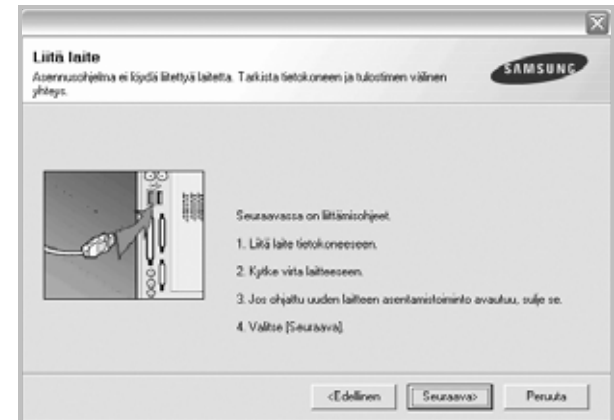 Liitä laite
Asennusohjelma ei löydä liitettyä laitetta. Tarkista tietokoneen ja tulostimen välinen
yhteys.
SAMSUNG
Seuraavassa on liittämisohjeet.
1. Liitä laite tietokoneeseen.
2. Kytke virta laitteeseen.
3. Jos ohjattu uuden laitteen asentamistoiminto avautuu, sulje se.
4. Valitse [Seuraava].
<Edellinen
Seuraava>
Peruuta